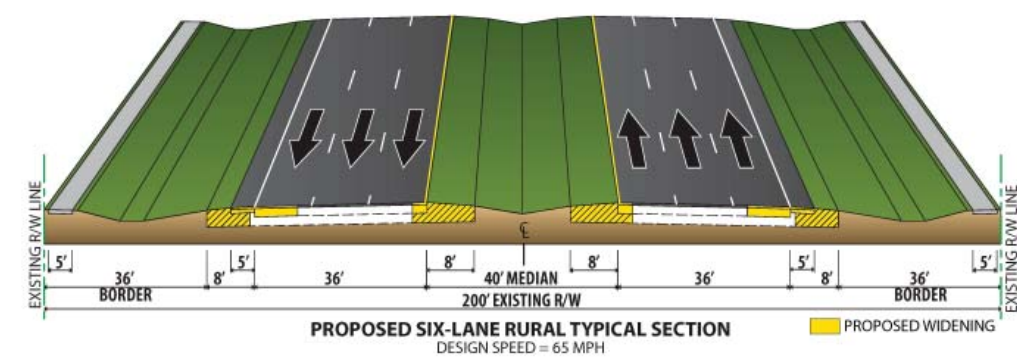 EXISTING R/W LINE
EXISTING R/W LINE
℄
5' 5' 8' 8' 5' 5'
36' 8' 36' 40' MEDIAN 36' 8' 36'
BORDER BORDER
200' EXISTING R/W
PROPOSED SIX-LANE RURAL TYPICAL SECTION
PROPOSED WIDENING
DESIGN SPEED = 65 MPH